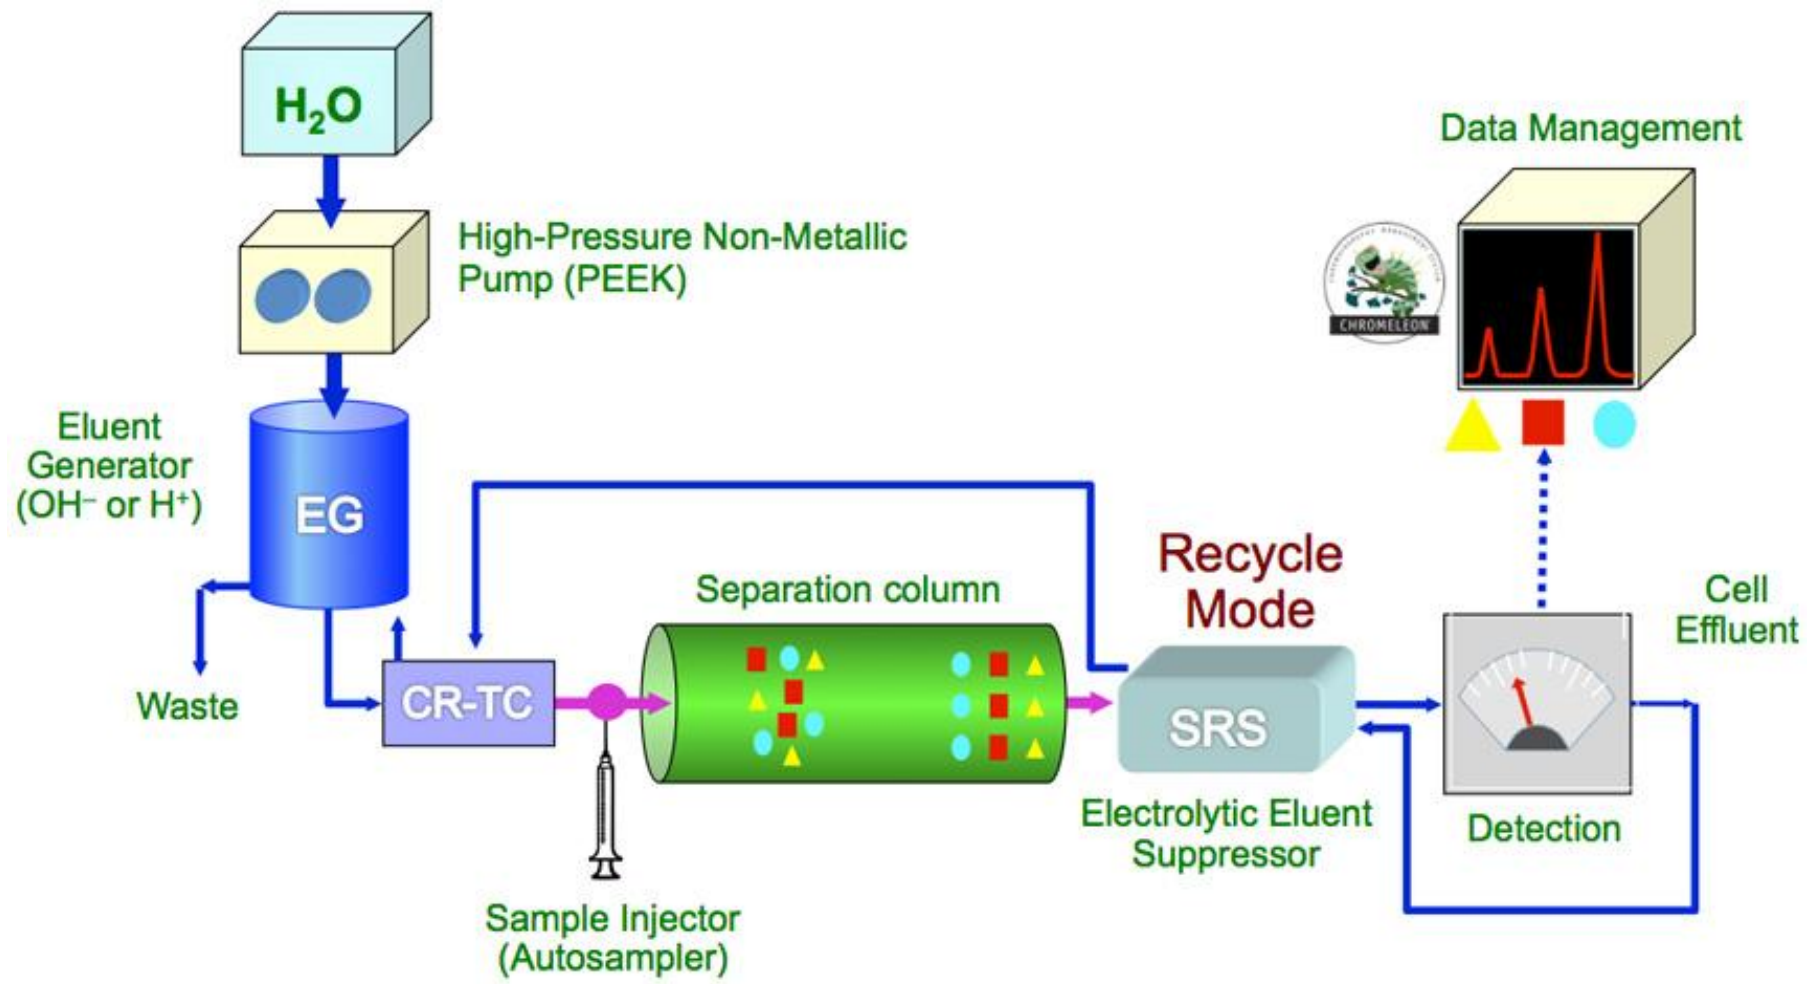 H₂O
High-Pressure Non-Metallic
Pump (PEEK)
Eluent
Generator
(OH– or H+)
EG
Waste
CR-TC
Sample Injector
(Autosampler)
Separation column
Recycle
Mode
SRS
Electrolytic Eluent
Suppressor
Detection
Cell
Effluent
Data Management
CHROMELEON